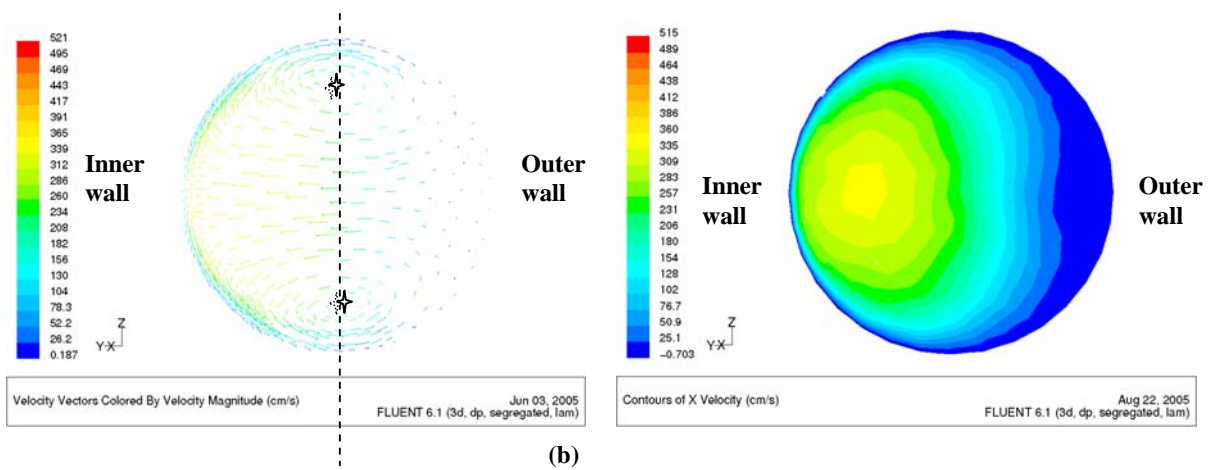 521
495
469
443
417
391
365
339
312
286
260
234
208
182
156
130
104
78.3
52.2
26.2
0.187
Inner
wall
Outer
wall
Z
Y X
Velocity Vectors Colored By Velocity Magnitude (cm/s)
Jun 03, 2005
FLUENT 6.1 (3d, dp, segregated, lam)
515
489
464
438
412
386
360
335
309
283
257
231
206
180
154
128
102
76.7
50.9
25.1
-0.703
Inner
wall
Outer
wall
Z
Y X
Contours of X Velocity (cm/s)
Aug 22, 2005
FLUENT 6.1 (3d, dp, segregated, lam)
(b)